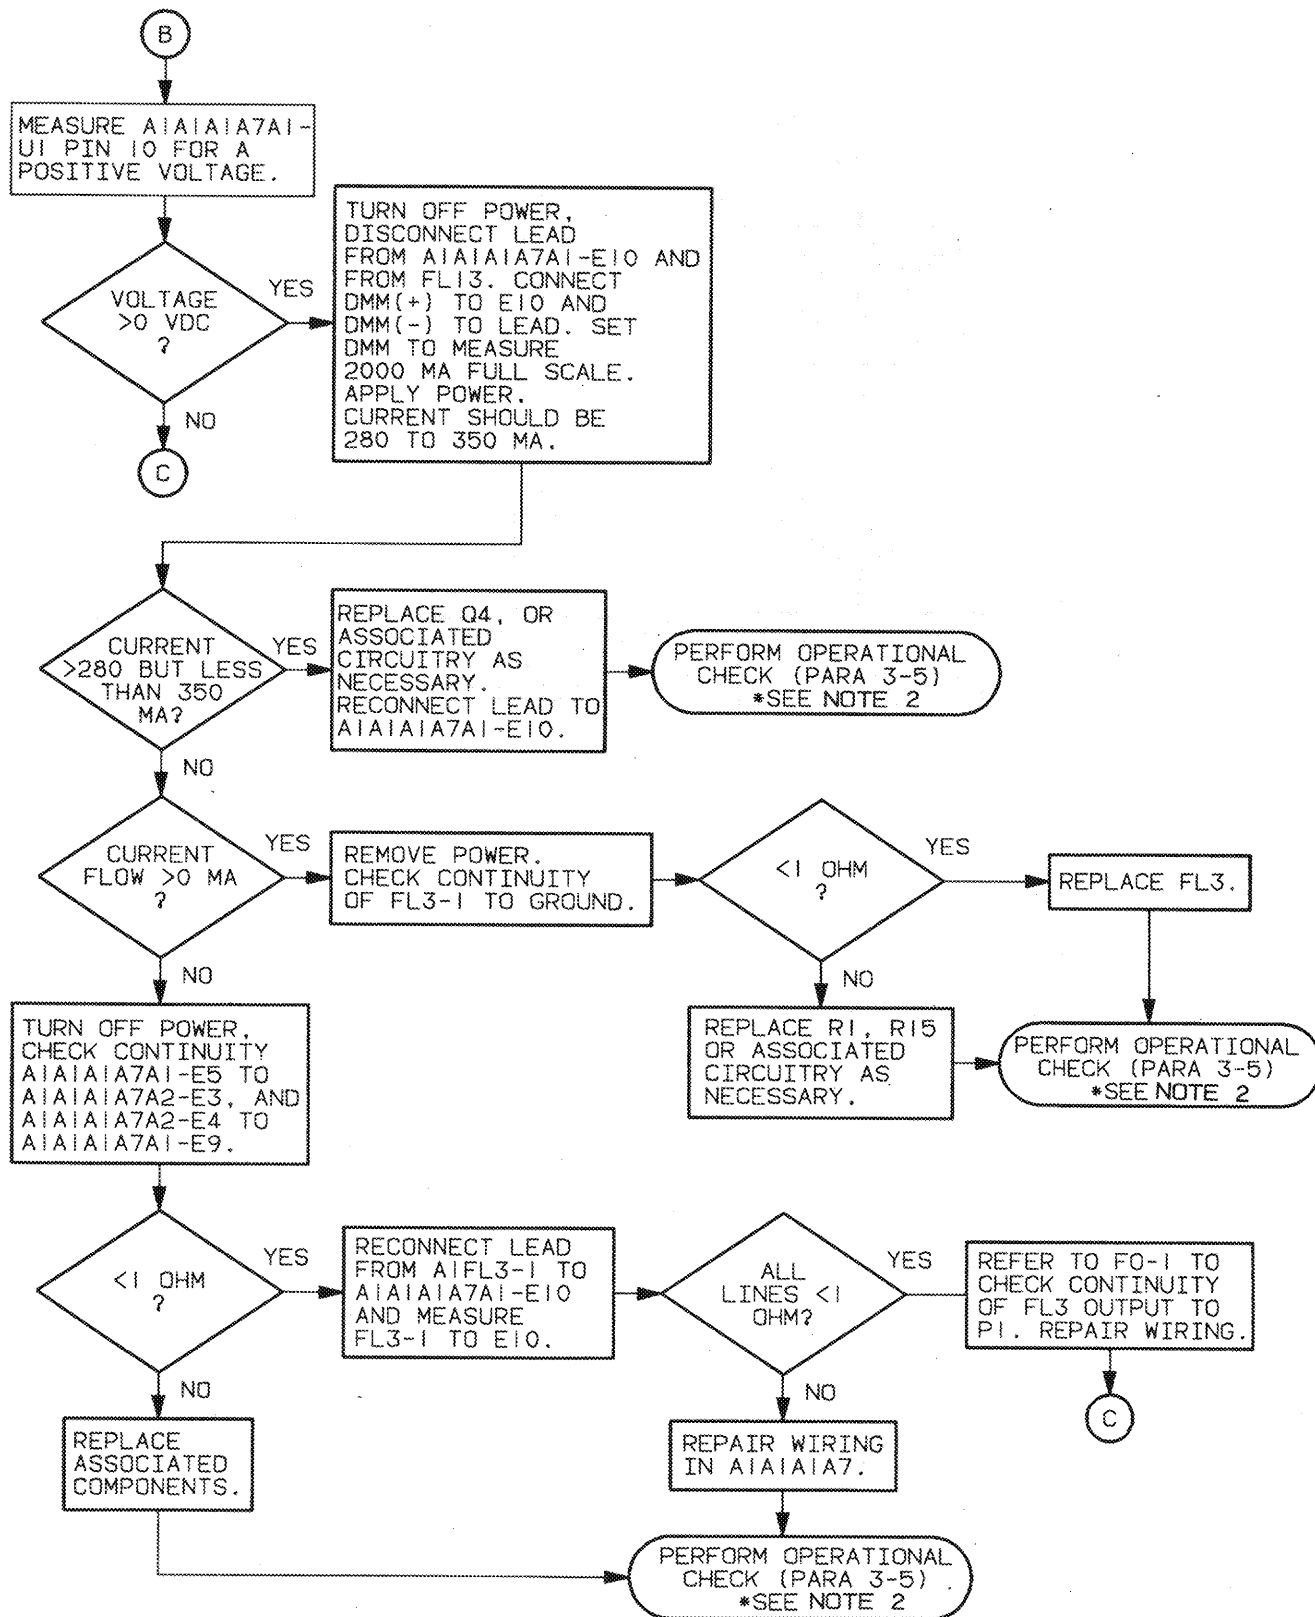 B
MEASURE A1A1A1A7A1-
U1 PIN 10 FOR A
POSITIVE VOLTAGE.
VOLTAGE
>0 VDC
?
YES
NO
C
TURN OFF POWER,
DISCONNECT LEAD
FROM A1A1A1A7A1-E10 AND
FROM FL13. CONNECT
DMM(+) TO E10 AND
DMM(-) TO LEAD. SET
DMM TO MEASURE
2000 MA FULL SCALE.
APPLY POWER.
CURRENT SHOULD BE
280 TO 350 MA.
CURRENT
>280 BUT LESS
THAN 350
MA?
YES
NO
REPLACE Q4, OR
ASSOCIATED
CIRCUITRY AS
NECESSARY.
RECONNECT LEAD TO
A1A1A1A7A1-E10.
PERFORM OPERATIONAL
CHECK (PARA 3-5)
*SEE NOTE 2
CURRENT
FLOW >0 MA
?
YES
NO
REMOVE POWER.
CHECK CONTINUITY
OF FL3-1 TO GROUND.
<1 OHM
?
YES
NO
REPLACE FL3.
REPLACE R1, R15
OR ASSOCIATED
CIRCUITRY AS
NECESSARY.
PERFORM OPERATIONAL
CHECK (PARA 3-5)
*SEE NOTE 2
TURN OFF POWER,
CHECK CONTINUITY
A1A1A1A7A1-E5 TO
A1A1A1A7A2-E3, AND
A1A1A1A7A2-E4 TO
A1A1A1A7A1-E9.
<1 OHM
?
YES
NO
RECONNECT LEAD
FROM A1FL3-1 TO
A1A1A1A7A1-E10
AND MEASURE
FL3-1 TO E10.
ALL
LINES <1
OHM?
YES
NO
REFER TO FO-1 TO
CHECK CONTINUITY
OF FL3 OUTPUT TO
P1. REPAIR WIRING.
C
REPLACE
ASSOCIATED
COMPONENTS.
REPAIR WIRING
IN A1A1A1A7.
PERFORM OPERATIONAL
CHECK (PARA 3-5)
*SEE NOTE 2